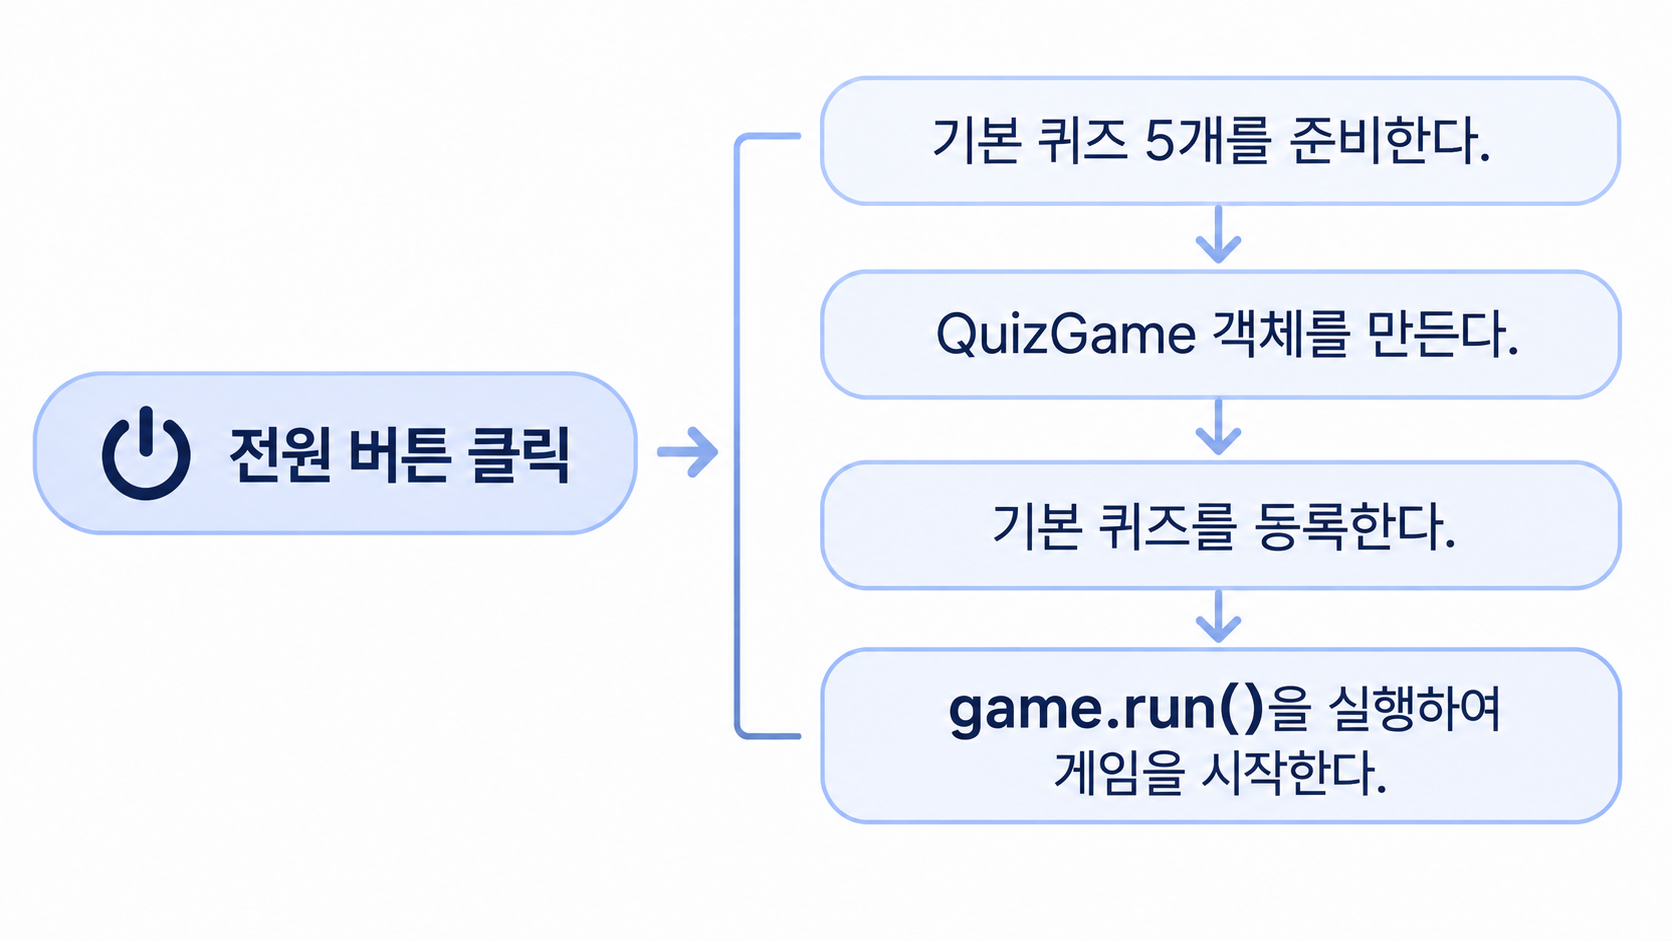 전원 버튼 클릭
기본 퀴즈 5개를 준비한다.
QuizGame 객체를 만든다.
기본 퀴즈를 등록한다.
game.run()을 실행하여
게임을 시작한다.